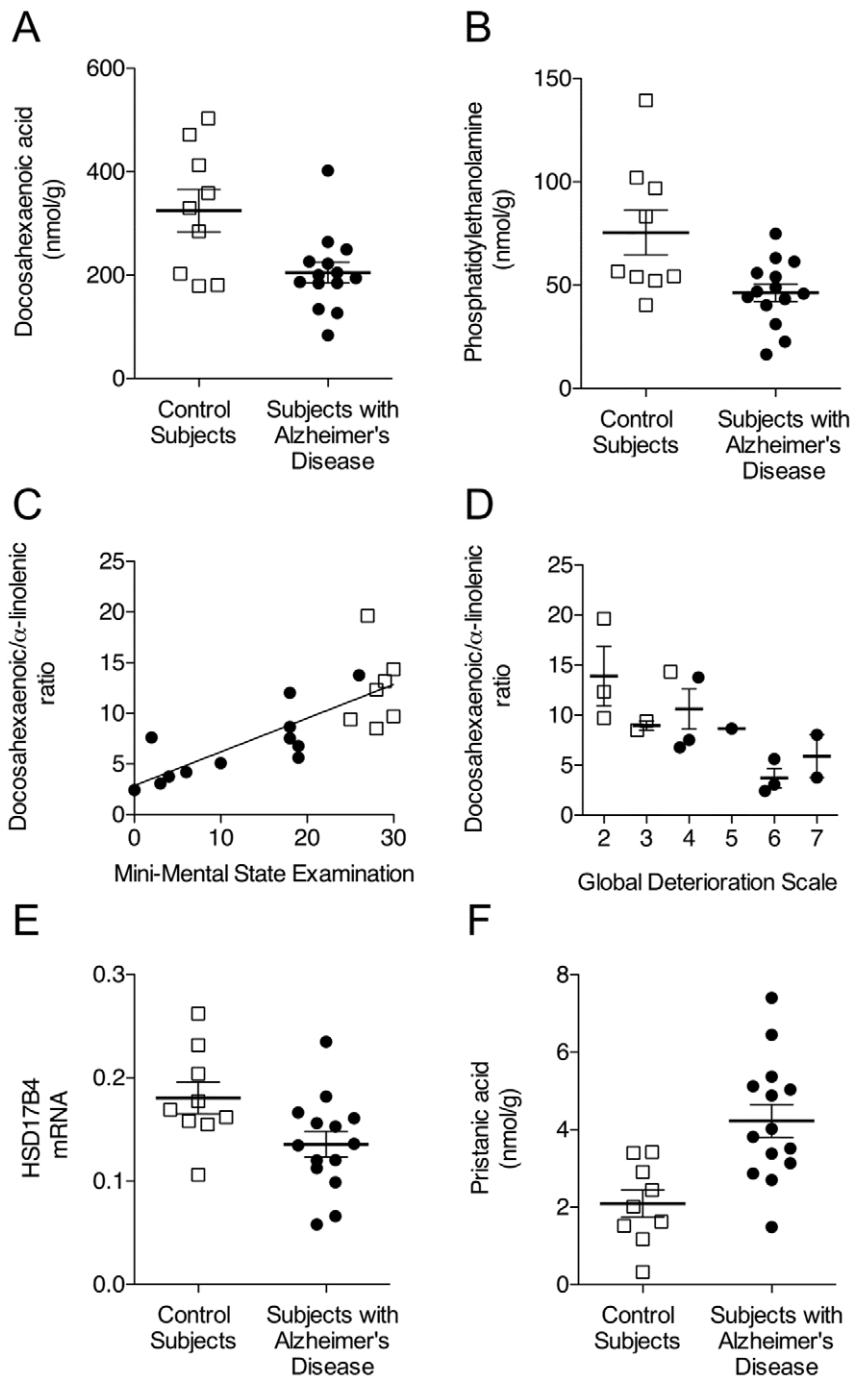 A
Docosahexaenoic acid
(nmol/g)
600
400
200
0
Control
Subjects
Subjects with
Alzheimer's
Disease
B
Phosphatidylethanolamine
(nmol/g)
150
100
50
0
Control
Subjects
Subjects with
Alzheimer's
Disease
C
Docosahexaenoic/α-linolenic
ratio
25
20
15
10
5
0
0 10 20 30
Mini-Mental State Examination
D
Docosahexaenoic/α-linolenic
ratio
25
20
15
10
5
0
2 3 4 5 6 7
Global Deterioration Scale
E
HSD17B4
mRNA
0.3
0.2
0.1
0.0
Control
Subjects
Subjects with
Alzheimer's
Disease
F
Pristanic acid
(nmol/g)
8
6
4
2
0
Control
Subjects
Subjects with
Alzheimer's
Disease